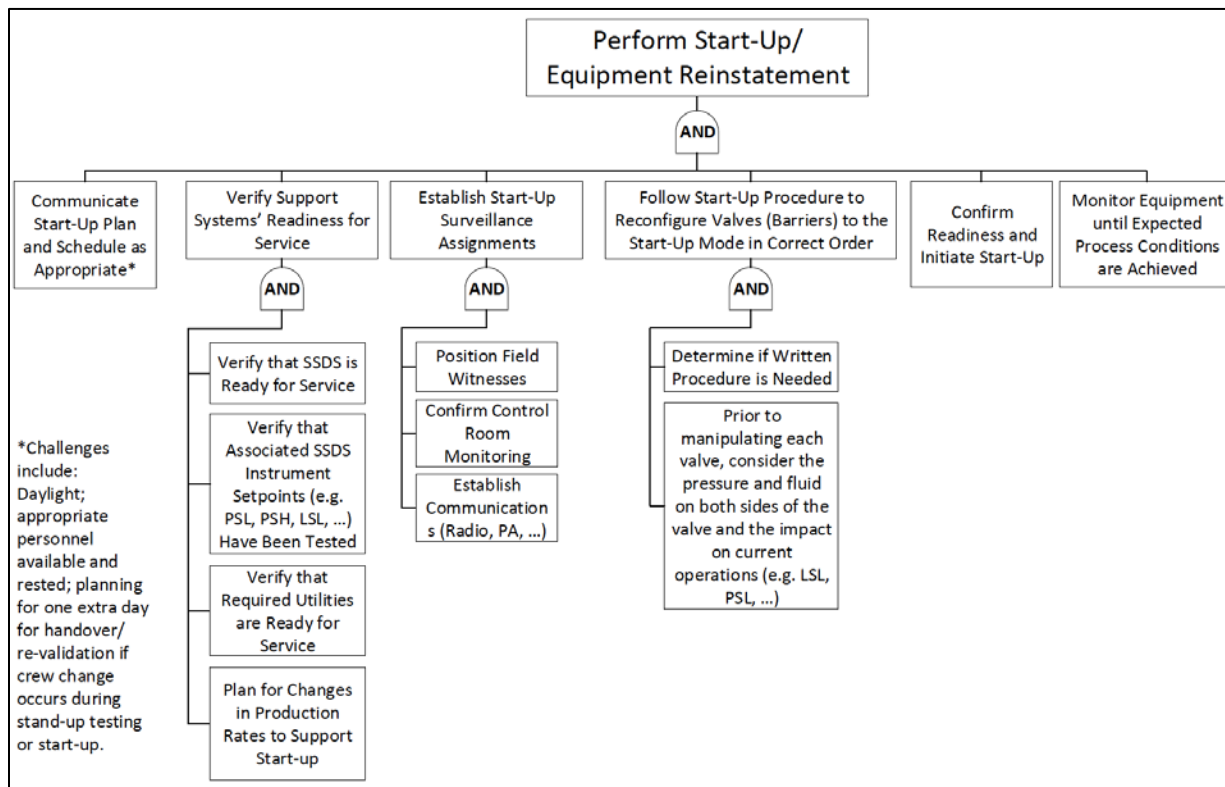 Perform Start-Up/
Equipment Reinstatement
AND
Communicate
Start-Up Plan
and Schedule as
Appropriate*
Verify Support
Systems’ Readiness for
Service
Establish Start-Up
Surveillance
Assignments
Follow Start-Up Procedure to
Reconfigure Valves (Barriers) to the
Start-Up Mode in Correct Order
Confirm
Readiness and
Initiate Start-Up
Monitor Equipment
until Expected
Process Conditions
are Achieved
AND
AND
AND
Verify that SSDS is
Ready for Service
Verify that
Associated SSDS
Instrument
Setpoints (e.g.
PSL, PSH, LSL, ...)
Have Been Tested
Verify that
Required Utilities
are Ready for
Service
Plan for Changes
in Production
Rates to Support
Start-up
Position Field
Witnesses
Confirm Control
Room
Monitoring
Establish
Communication
s (Radio, PA, ...)
Determine if Written
Procedure is Needed
Prior to
manipulating each
valve, consider the
pressure and fluid
on both sides of the
valve and the impact
on current
operations (e.g. LSL,
PSL, ...)
*Challenges
include:
Daylight;
appropriate
personnel
available and
rested; planning
for one extra day
for handover/
re-validation if
crew change
occurs during
stand-up testing
or start-up.